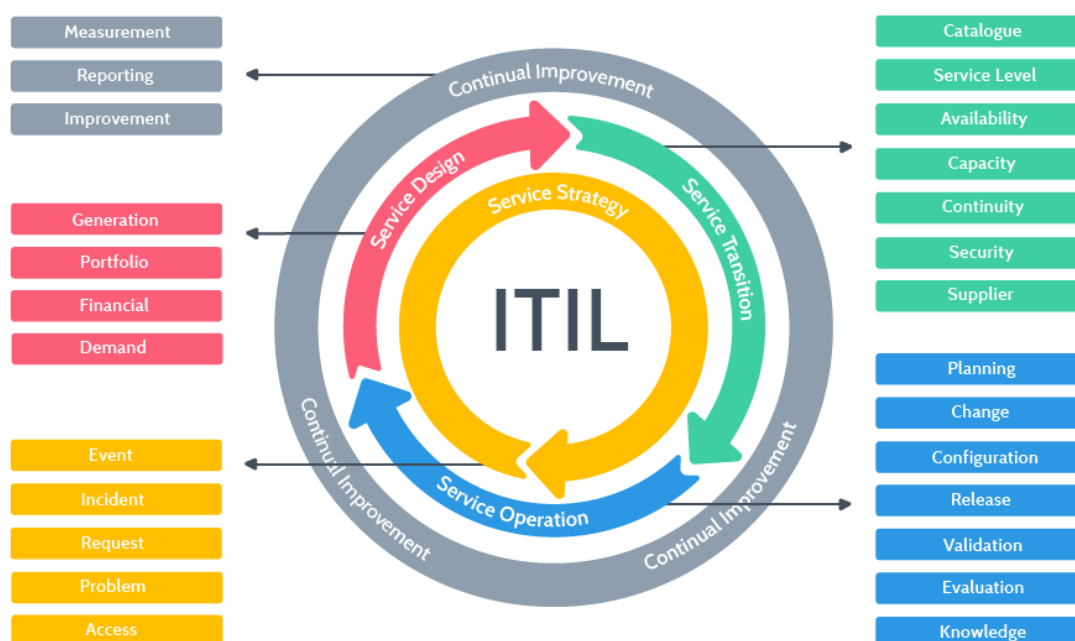 Measurement
Reporting
Improvement
Generation
Portfolio
Financial
Demand
Event
Incident
Request
Problem
Access
Continual Improvement
Service Design
Service Strategy
Service Transition
ITIL
Continual Improvement
Service Operation
Continual Improvement
Catalogue
Service Level
Availability
Capacity
Continuity
Security
Supplier
Planning
Change
Configuration
Release
Validation
Evaluation
Knowledge